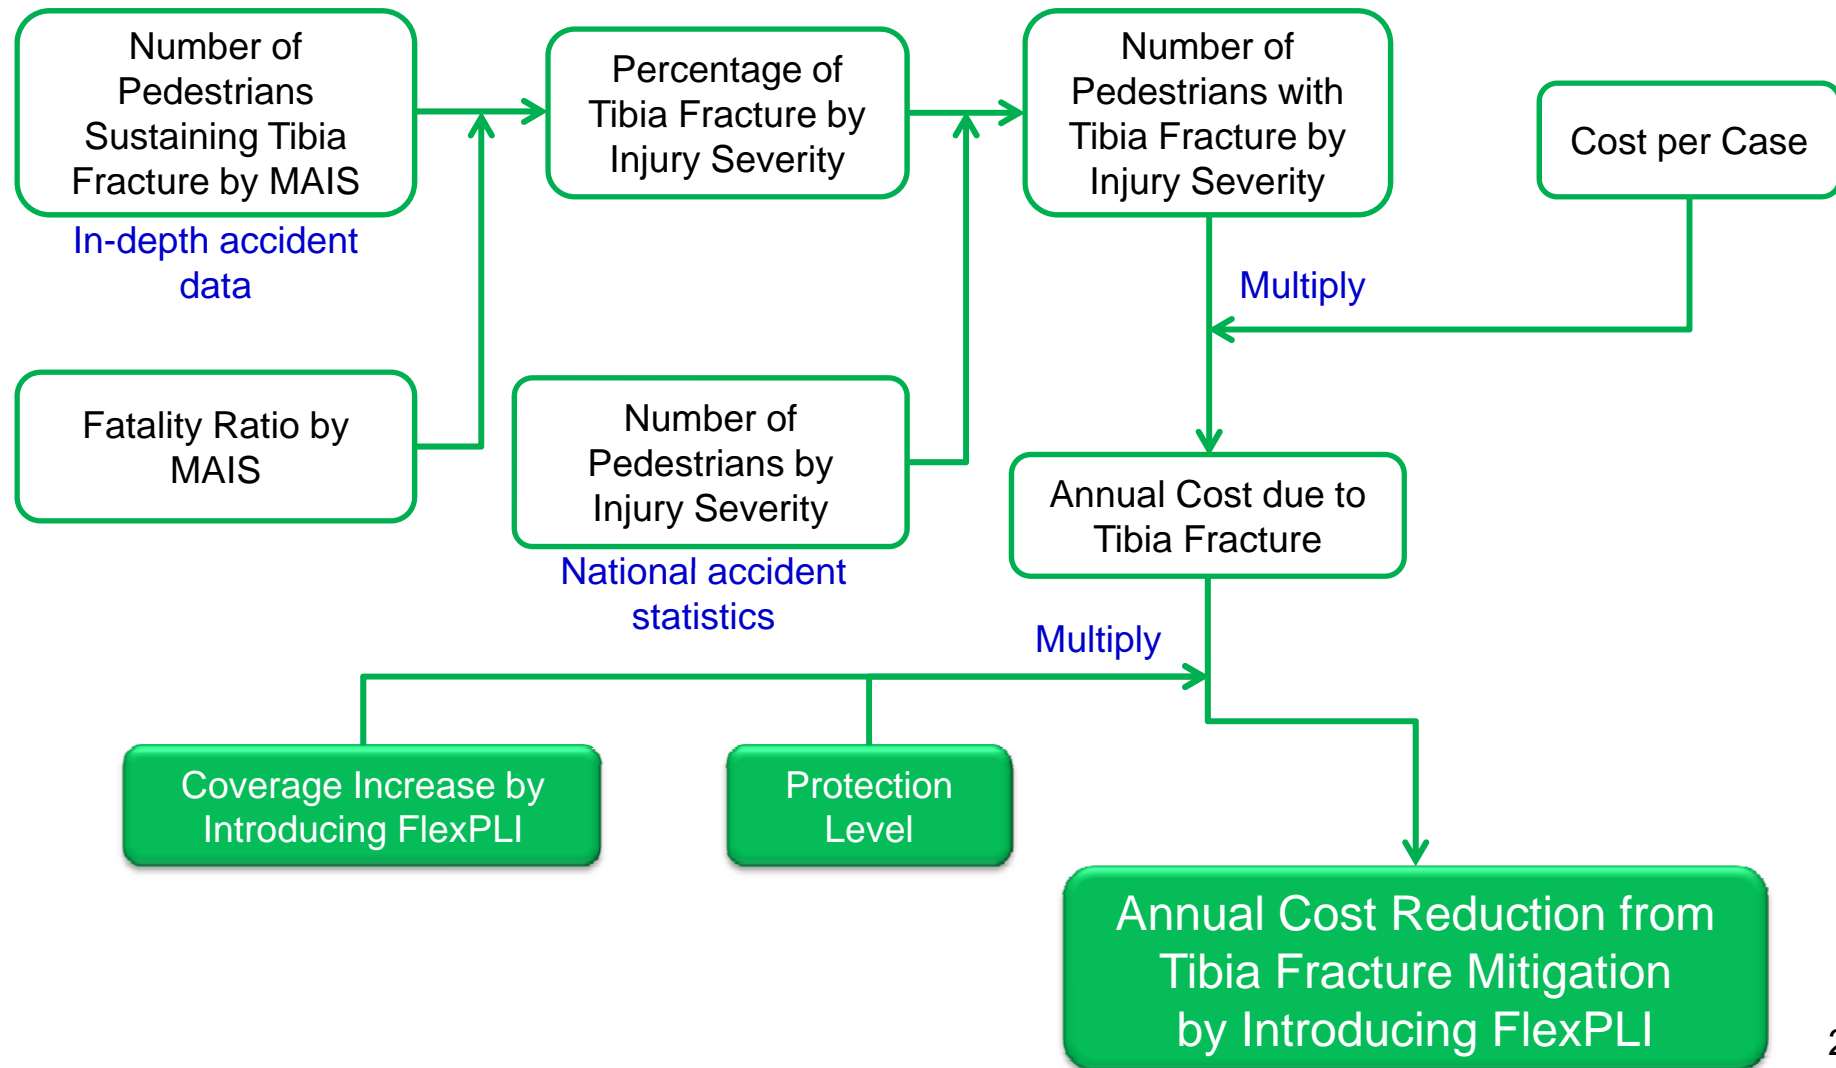 Number of
Pedestrians
Sustaining Tibia
Fracture by MAIS
In-depth accident
data
Percentage of
Tibia Fracture by
Injury Severity
Number of
Pedestrians with
Tibia Fracture by
Injury Severity
Cost per Case
Multiply
Fatality Ratio by
MAIS
Number of
Pedestrians by
Injury Severity
National accident
statistics
Annual Cost due to
Tibia Fracture
Multiply
Coverage Increase by
Introducing FlexPLI
Protection
Level
Annual Cost Reduction from
Tibia Fracture Mitigation
by Introducing FlexPLI